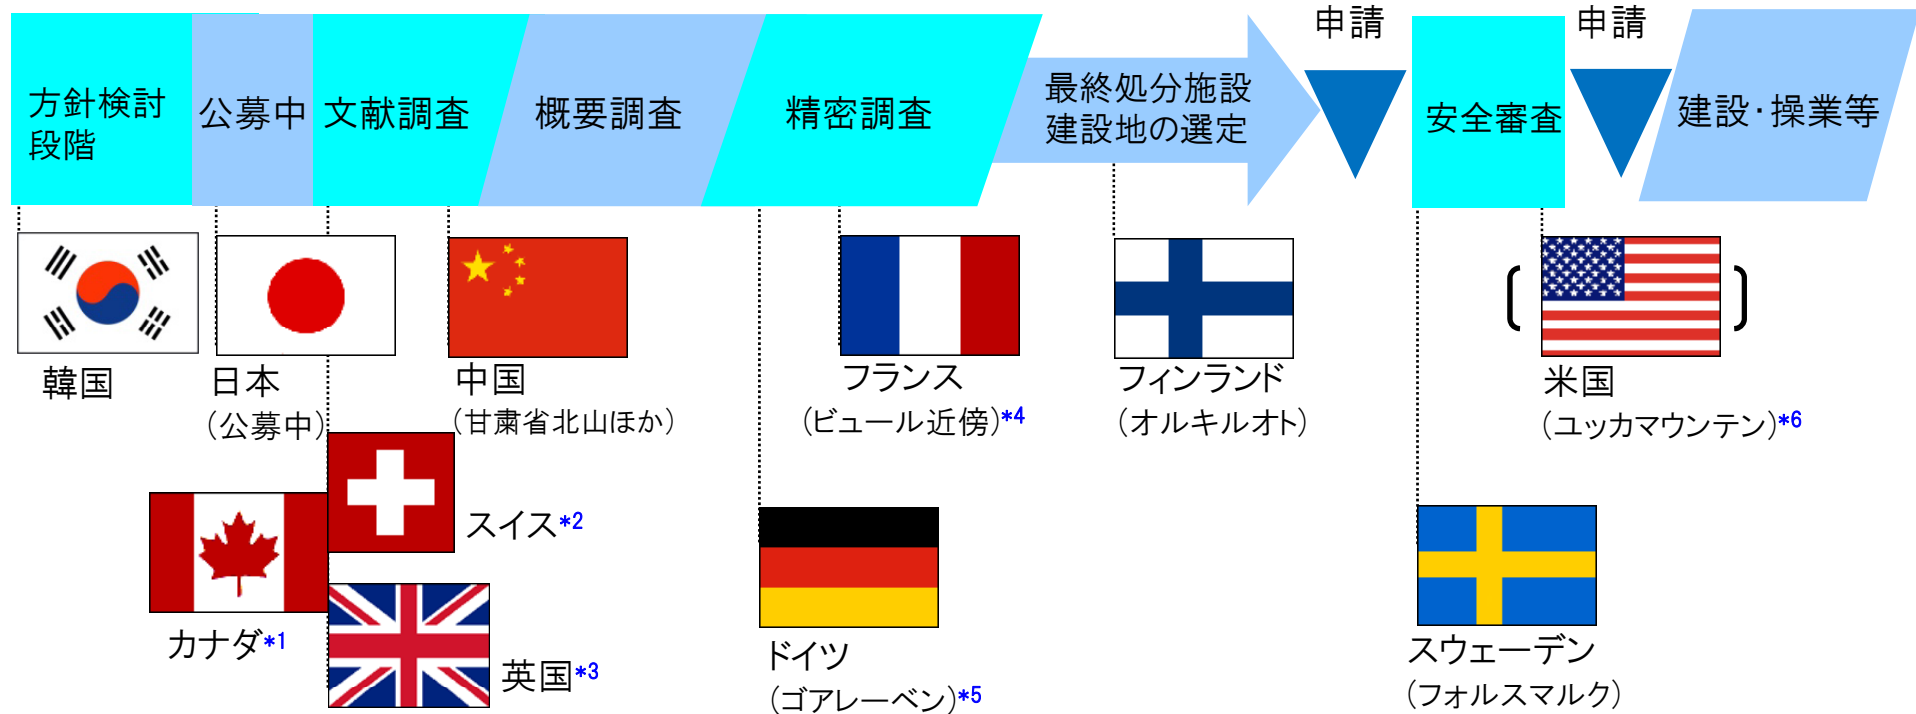 申請
申請
方針検討
段階
公募中
文献調査
概要調査
精密調査
最終処分施設
建設地の選定
安全審査
建設・操業等
韓国
日本
(公募中)
中国
(甘粛省北山ほか)
フランス
(ビュール近傍)*4
フィンランド
(オルキルオト)
米国
(ユッカマウンテン)*6
スイス*2
カナダ*1
英国*3
ドイツ
(ゴアレーベン)*5
スウェーデン
(フォルスマルク)